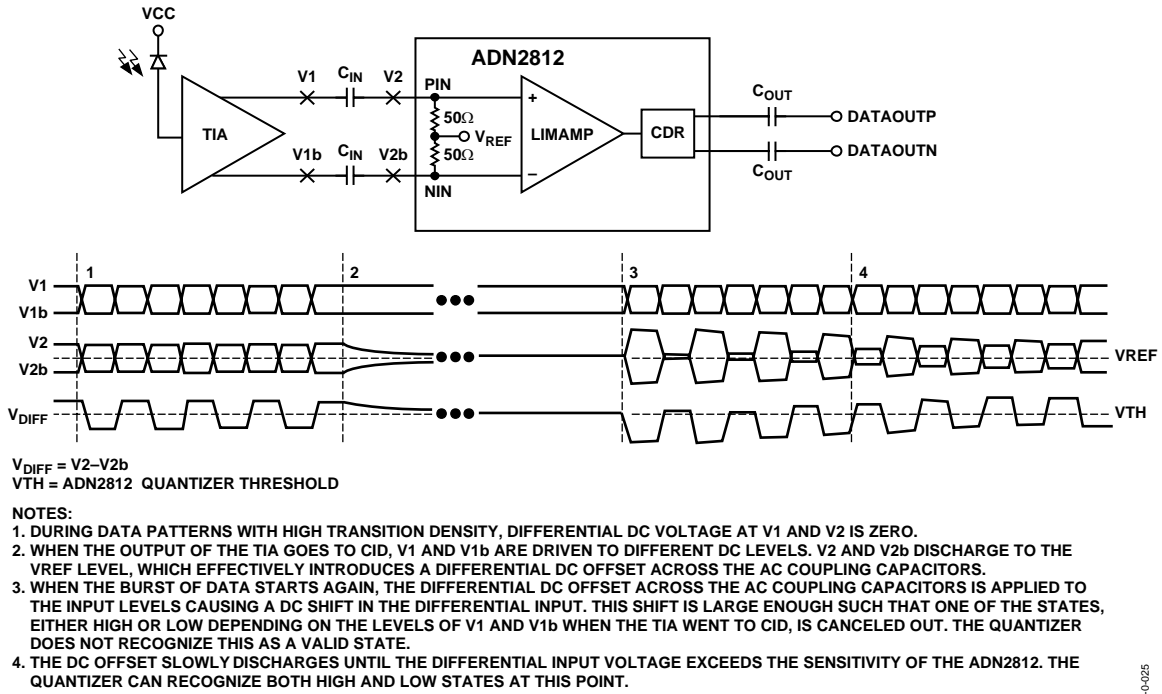 VCC
ADN2812
V1
CIN
V2
PIN
COUT
TIA
50Ω
VREF
50Ω
+
LIMAMP
–
CDR
DATAOUTP
DATAOUTN
V1b
CIN
V2b
NIN
COUT
1
2
3
4
V1
V1b
V2
V2b
VREF
VDIFF
VTH
VDIFF = V2–V2b
VTH = ADN2812 QUANTIZER THRESHOLD
NOTES:
1. DURING DATA PATTERNS WITH HIGH TRANSITION DENSITY, DIFFERENTIAL DC VOLTAGE AT V1 AND V2 IS ZERO.
2. WHEN THE OUTPUT OF THE TIA GOES TO CID, V1 AND V1b ARE DRIVEN TO DIFFERENT DC LEVELS. V2 AND V2b DISCHARGE TO THE
VREF LEVEL, WHICH EFFECTIVELY INTRODUCES A DIFFERENTIAL DC OFFSET ACROSS THE AC COUPLING CAPACITORS.
3. WHEN THE BURST OF DATA STARTS AGAIN, THE DIFFERENTIAL DC OFFSET ACROSS THE AC COUPLING CAPACITORS IS APPLIED TO
THE INPUT LEVELS CAUSING A DC SHIFT IN THE DIFFERENTIAL INPUT. THIS SHIFT IS LARGE ENOUGH SUCH THAT ONE OF THE STATES,
EITHER HIGH OR LOW DEPENDING ON THE LEVELS OF V1 AND V1b WHEN THE TIA WENT TO CID, IS CANCELED OUT. THE QUANTIZER
DOES NOT RECOGNIZE THIS AS A VALID STATE.
4. THE DC OFFSET SLOWLY DISCHARGES UNTIL THE DIFFERENTIAL INPUT VOLTAGE EXCEEDS THE SENSITIVITY OF THE ADN2812. THE
QUANTIZER CAN RECOGNIZE BOTH HIGH AND LOW STATES AT THIS POINT.
-0-025